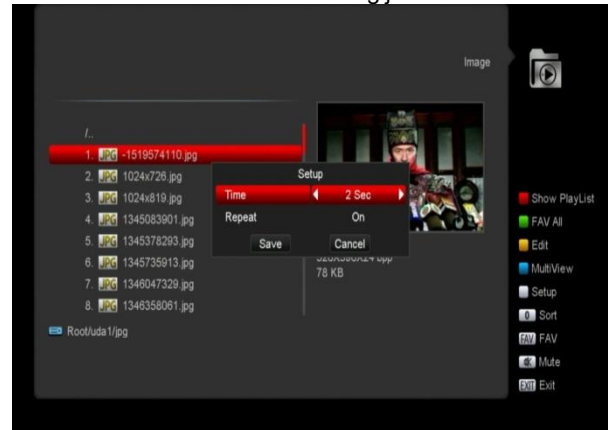 Image
/..
1. JPG -1519574110.jpg
2. JPG 1024x726.jpg
3. JPG 1024x819.jpg
4. JPG 1345083901.jpg
5. JPG 1345378293.jpg
6. JPG 1345735913.jpg
7. JPG 1346047329.jpg
8. JPG 1346358061.jpg
Root/uda1/jpg
Setup
Time 2 Sec
Repeat On
Save Cancel
78 KB
Show PlayList
FAV All
Edit
MultiView
Setup
0 Sort
FAV FAV
Mute
EXIT Exit